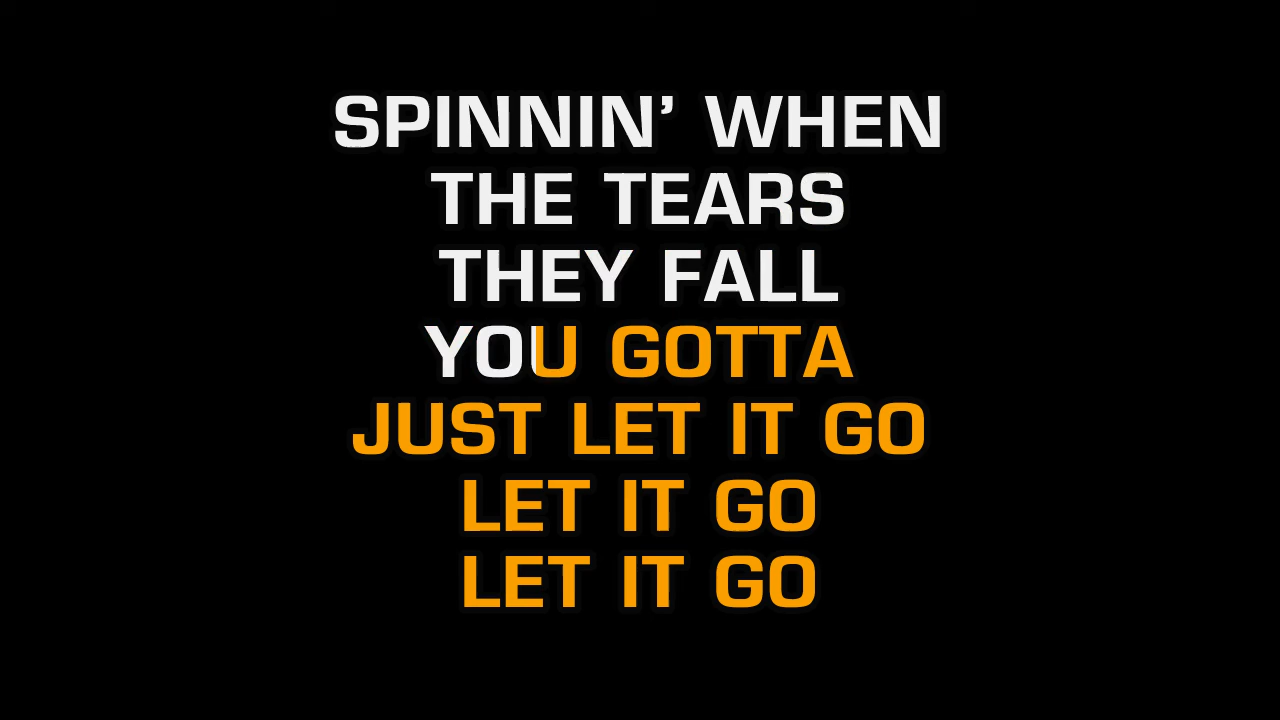 SPINNIN’ WHEN
THE TEARS
THEY FALL
YOU GOTTA
JUST LET IT GO
LET IT GO
LET IT GO